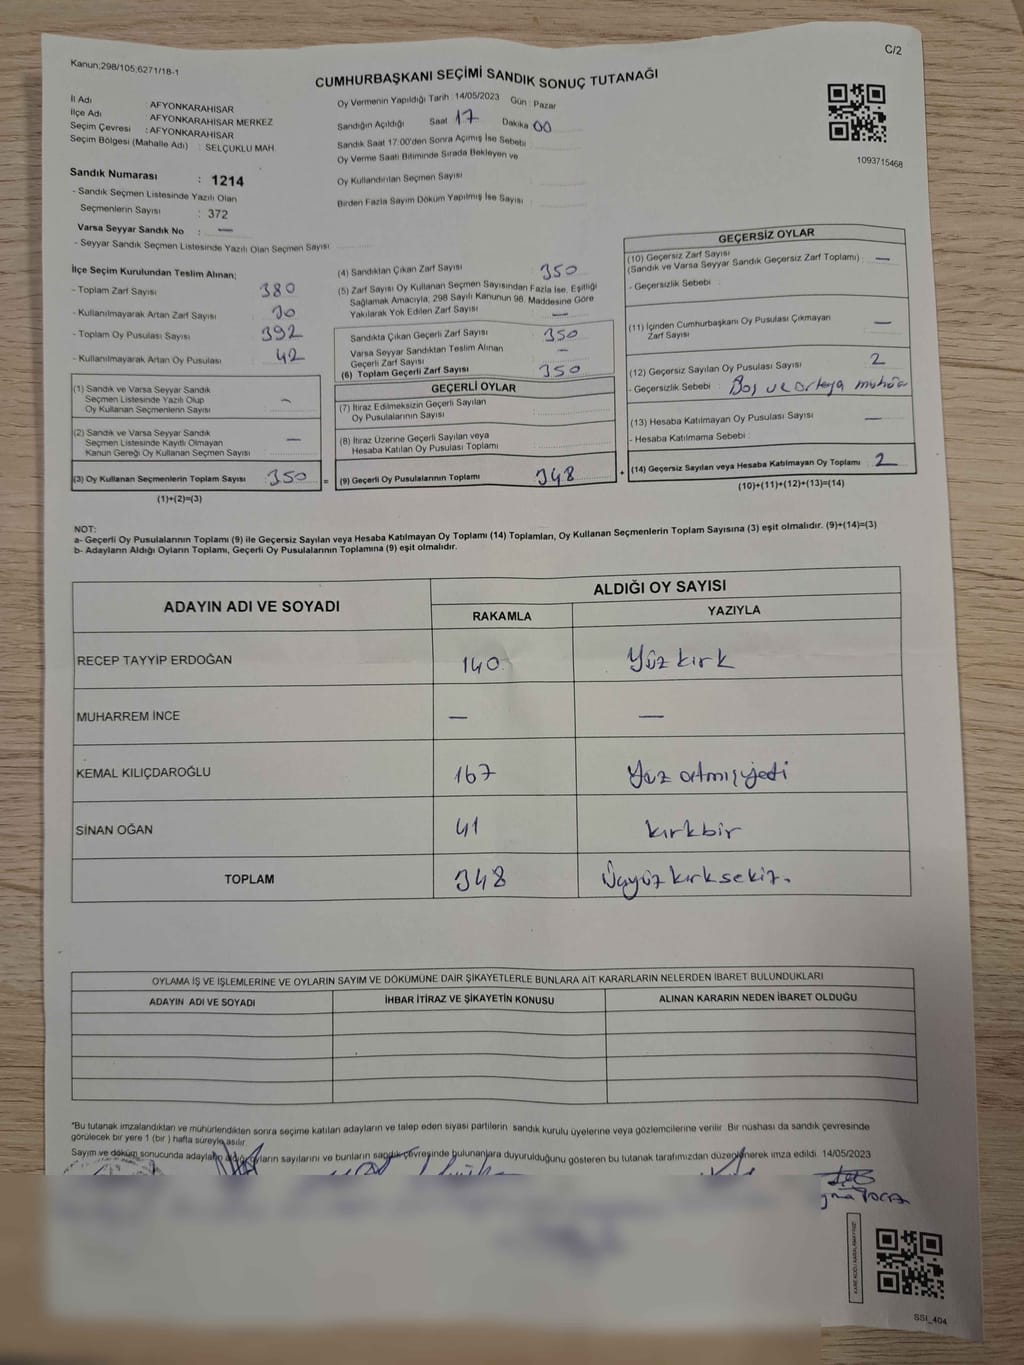 C/2
Kanun;298/105;6271/18-1
CUMHURBAŞKANI SEÇİMİ SANDIK SONUÇ TUTANAĞI
İl Adı AFYONKARAHİSAR
İlçe Adı AFYONKARAHİSAR MERKEZ
Seçim Çevresi : AFYONKARAHİSAR
Seçim Bölgesi (Mahalle Adı) : SELÇUKLU MAH.
Sandık Numarası : 1214
- Sandık Seçmen Listesinde Yazılı Olan
Seçmenlerin Sayısı : 372
Varsa Seyyar Sandık No : —
- Seyyar Sandık Seçmen Listesinde Yazılı Olan Seçmen Sayısı
Oy Vermenin Yapıldığı Tarih 14/05/2023 Gün : Pazar
Sandığın Açıldığı Saat 17 Dakika 00
Sandık Saat 17:00'den Sonra Açımış İse Sebebi
Oy Verme Saati Bitiminde Sırada Bekleyen ve
Oy Kullandırılan Seçmen Sayısı
Birden Fazla Sayım Döküm Yapılmış İse Sayısı
1093715468
İlçe Seçim Kurulundan Teslim Alınan;
- Toplam Zarf Sayısı 380
- Kullanılmayarak Artan Zarf Sayısı 30
- Toplam Oy Pusulası Sayısı 392
- Kullanılmayarak Artan Oy Pusulası 42
(1) Sandık ve Varsa Seyyar Sandık
Seçmen Listesinde Yazılı Olup
Oy Kullanan Seçmenlerin Sayısı —
(2) Sandık ve Varsa Seyyar Sandık
Seçmen Listesinde Kayıtlı Olmayan
Kanun Gereği Oy Kullanan Seçmen Sayısı —
(3) Oy Kullanan Seçmenlerin Toplam Sayısı 350 =
(1)+(2)=(3)
(4) Sandıktan Çıkan Zarf Sayısı 350
(5) Zarf Sayısı Oy Kullanan Seçmen Sayısından Fazla İse, Eşitliği
Sağlamak Amacıyla, 298 Sayılı Kanunun 98. Maddesine Göre
Yakılarak Yok Edilen Zarf Sayısı —
Sandıkta Çıkan Geçerli Zarf Sayısı 350
Varsa Seyyar Sandıktan Teslim Alınan
Geçerli Zarf Sayısı —
(6) Toplam Geçerli Zarf Sayısı 350
GEÇERLİ OYLAR
(7) İtiraz Edilmeksizin Geçerli Sayılan
Oy Pusulalarının Sayısı
(8) İtiraz Üzerine Geçerli Sayılan veya
Hesaba Katılan Oy Pusulası Toplamı
(9) Geçerli Oy Pusulalarının Toplamı 348 +
GEÇERSİZ OYLAR
(10) Geçersiz Zarf Sayısı
(Sandık ve Varsa Seyyar Sandık Geçersiz Zarf Toplamı) : —
- Geçersizlik Sebebi :
(11) İçinden Cumhurbaşkanı Oy Pusulası Çıkmayan
Zarf Sayısı —
(12) Geçersiz Sayılan Oy Pusulası Sayısı 2
- Geçersizlik Sebebi : Boş ve ortaya mühür
(13) Hesaba Katılmayan Oy Pusulası Sayısı —
- Hesaba Katılmama Sebebi :
(14) Geçersiz Sayılan veya Hesaba Katılmayan Oy Toplamı 2
(10)+(11)+(12)+(13)=(14)
NOT:
a- Geçerli Oy Pusulalarının Toplamı (9) ile Geçersiz Sayılan veya Hesaba Katılmayan Oy Toplamı (14) Toplamları, Oy Kullanan Seçmenlerin Toplam Sayısına (3) eşit olmalıdır. (9)+(14)=(3)
b- Adayların Aldığı Oyların Toplamı, Geçerli Oy Pusulalarının Toplamına (9) eşit olmalıdır.
ADAYIN ADI VE SOYADI ALDIĞI OY SAYISI
RAKAMLA YAZIYLA
RECEP TAYYİP ERDOĞAN 140 Yüz kırk
MUHARREM İNCE — —
KEMAL KILIÇDAROĞLU 167 Yüz altmışyedi
SİNAN OĞAN 41 kırkbir
TOPLAM 348 Üçyüz kırksekiz.
OYLAMA İŞ VE İŞLEMLERİNE VE OYLARIN SAYIM VE DÖKÜMÜNE DAİR ŞİKAYETLERLE BUNLARA AİT KARARLARIN NELERDEN İBARET BULUNDUKLARI
ADAYIN ADI VE SOYADI İHBAR İTİRAZ VE ŞİKAYETİN KONUSU ALINAN KARARIN NEDEN İBARET OLDUĞU
*Bu tutanak imzalandıktan ve mühürlendikten sonra seçime katılan adayların ve talep eden siyasi partilerin sandık kurulu üyelerine veya gözlemcilerine verilir. Bir nüshası da sandık çevresinde
görülecek bir yere 1 (bir) hafta süreyle asılır.
Sayım ve döküm sonucunda adayların aldığı oyların sayılarını ve bunların sandık çevresinde bulunanlara duyurulduğunu gösteren bu tutanak tarafımızdan düzenlenerek imza edildi. 14/05/2023
SSI_404